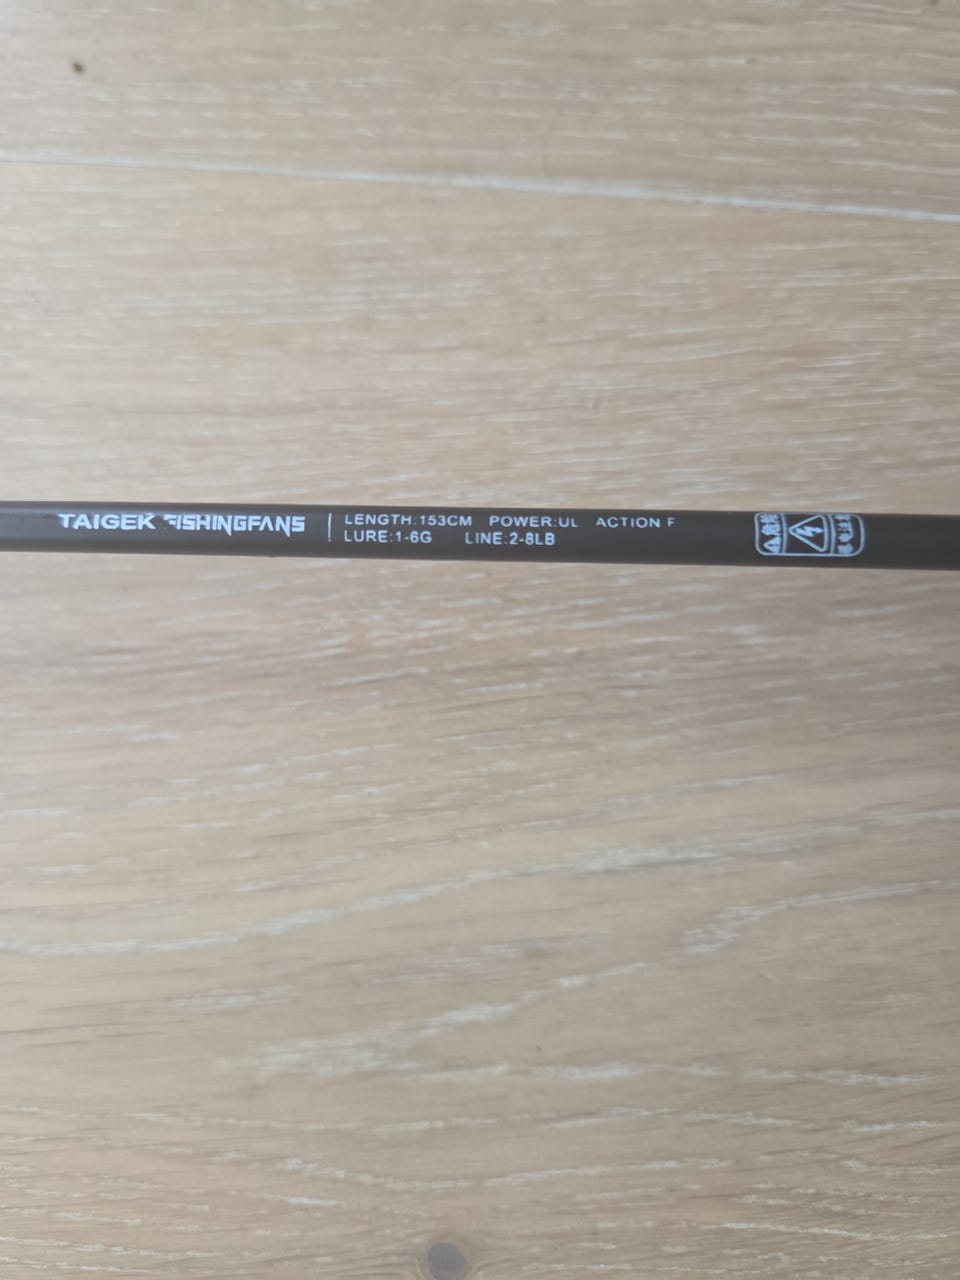 TAIGEK FISHINGFANS
LENGTH:153CM POWER:UL ACTION F
LURE:1-6G LINE:2-8LB